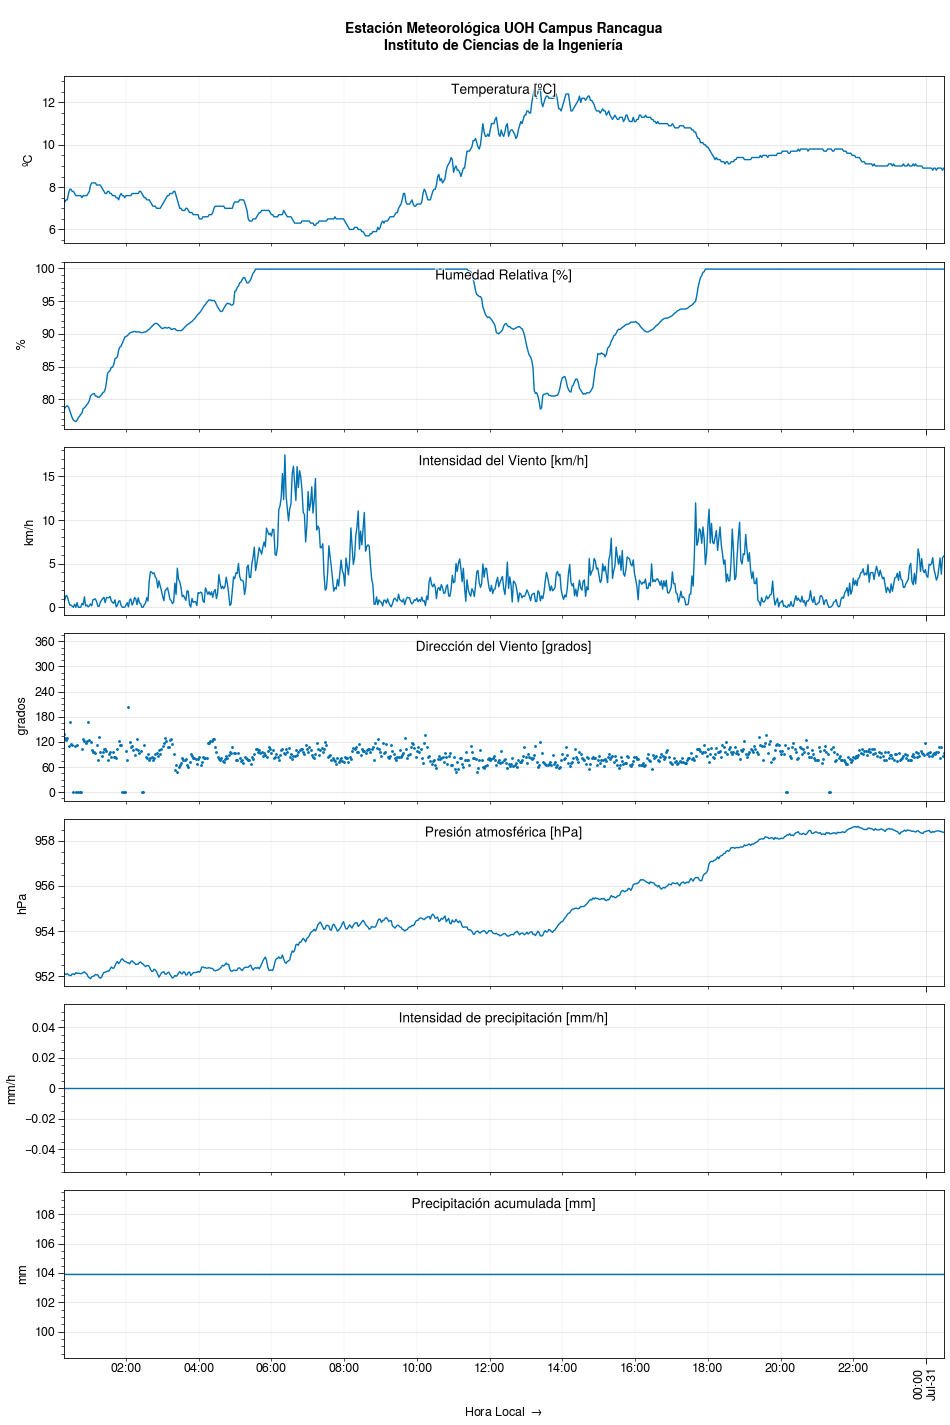 Estación Meteorológica UOH Campus Rancagua
Instituto de Ciencias de la Ingeniería
Temperatura [ºC]
12
10
8
6
ºC
Humedad Relativa [%]
100
95
90
85
80
%
Intensidad del Viento [km/h]
15
10
5
0
km/h
Dirección del Viento [grados]
360
300
240
180
120
60
0
grados
Presión atmosférica [hPa]
958
956
954
952
hPa
Intensidad de precipitación [mm/h]
0.04
0.02
0
−0.02
−0.04
mm/h
Precipitación acumulada [mm]
108
106
104
102
100
mm
02:00 04:00 06:00 08:00 10:00 12:00 14:00 16:00 18:00 20:00 22:00 00:00
Jul-31
Hora Local →